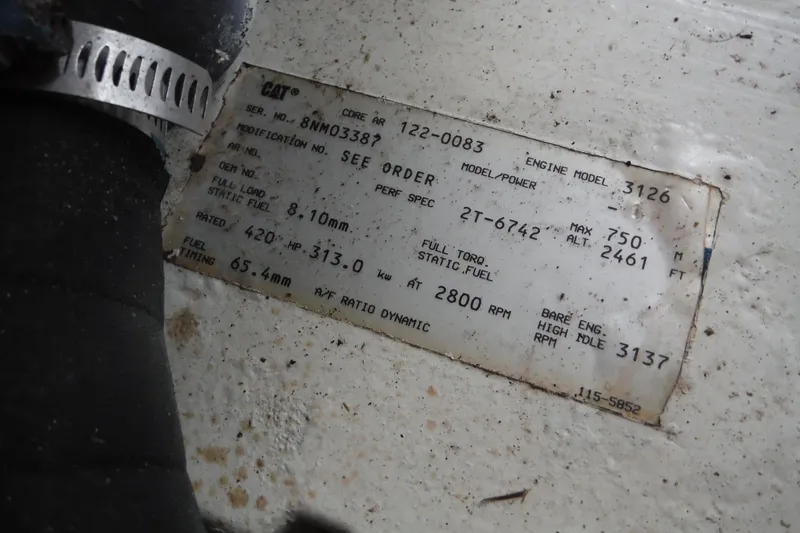 CAT®
SER. NO. 8NM03387 CORE AR 122-0083 ENGINE MODEL 3126
MODIFICATION NO. SEE ORDER MODEL/POWER -
AR NO. PERF SPEC 2T-6742 MAX ALT. 750 M
OEM NO. 2461 FT
FULL LOAD STATIC FUEL 8.10mm FULL TORQ. STATIC FUEL
RATED 420 HP 313.0 kw AT 2800 RPM BARE ENG. HIGH IDLE RPM 3137
FUEL TIMING 65.4mm A/F RATIO DYNAMIC
115-5852